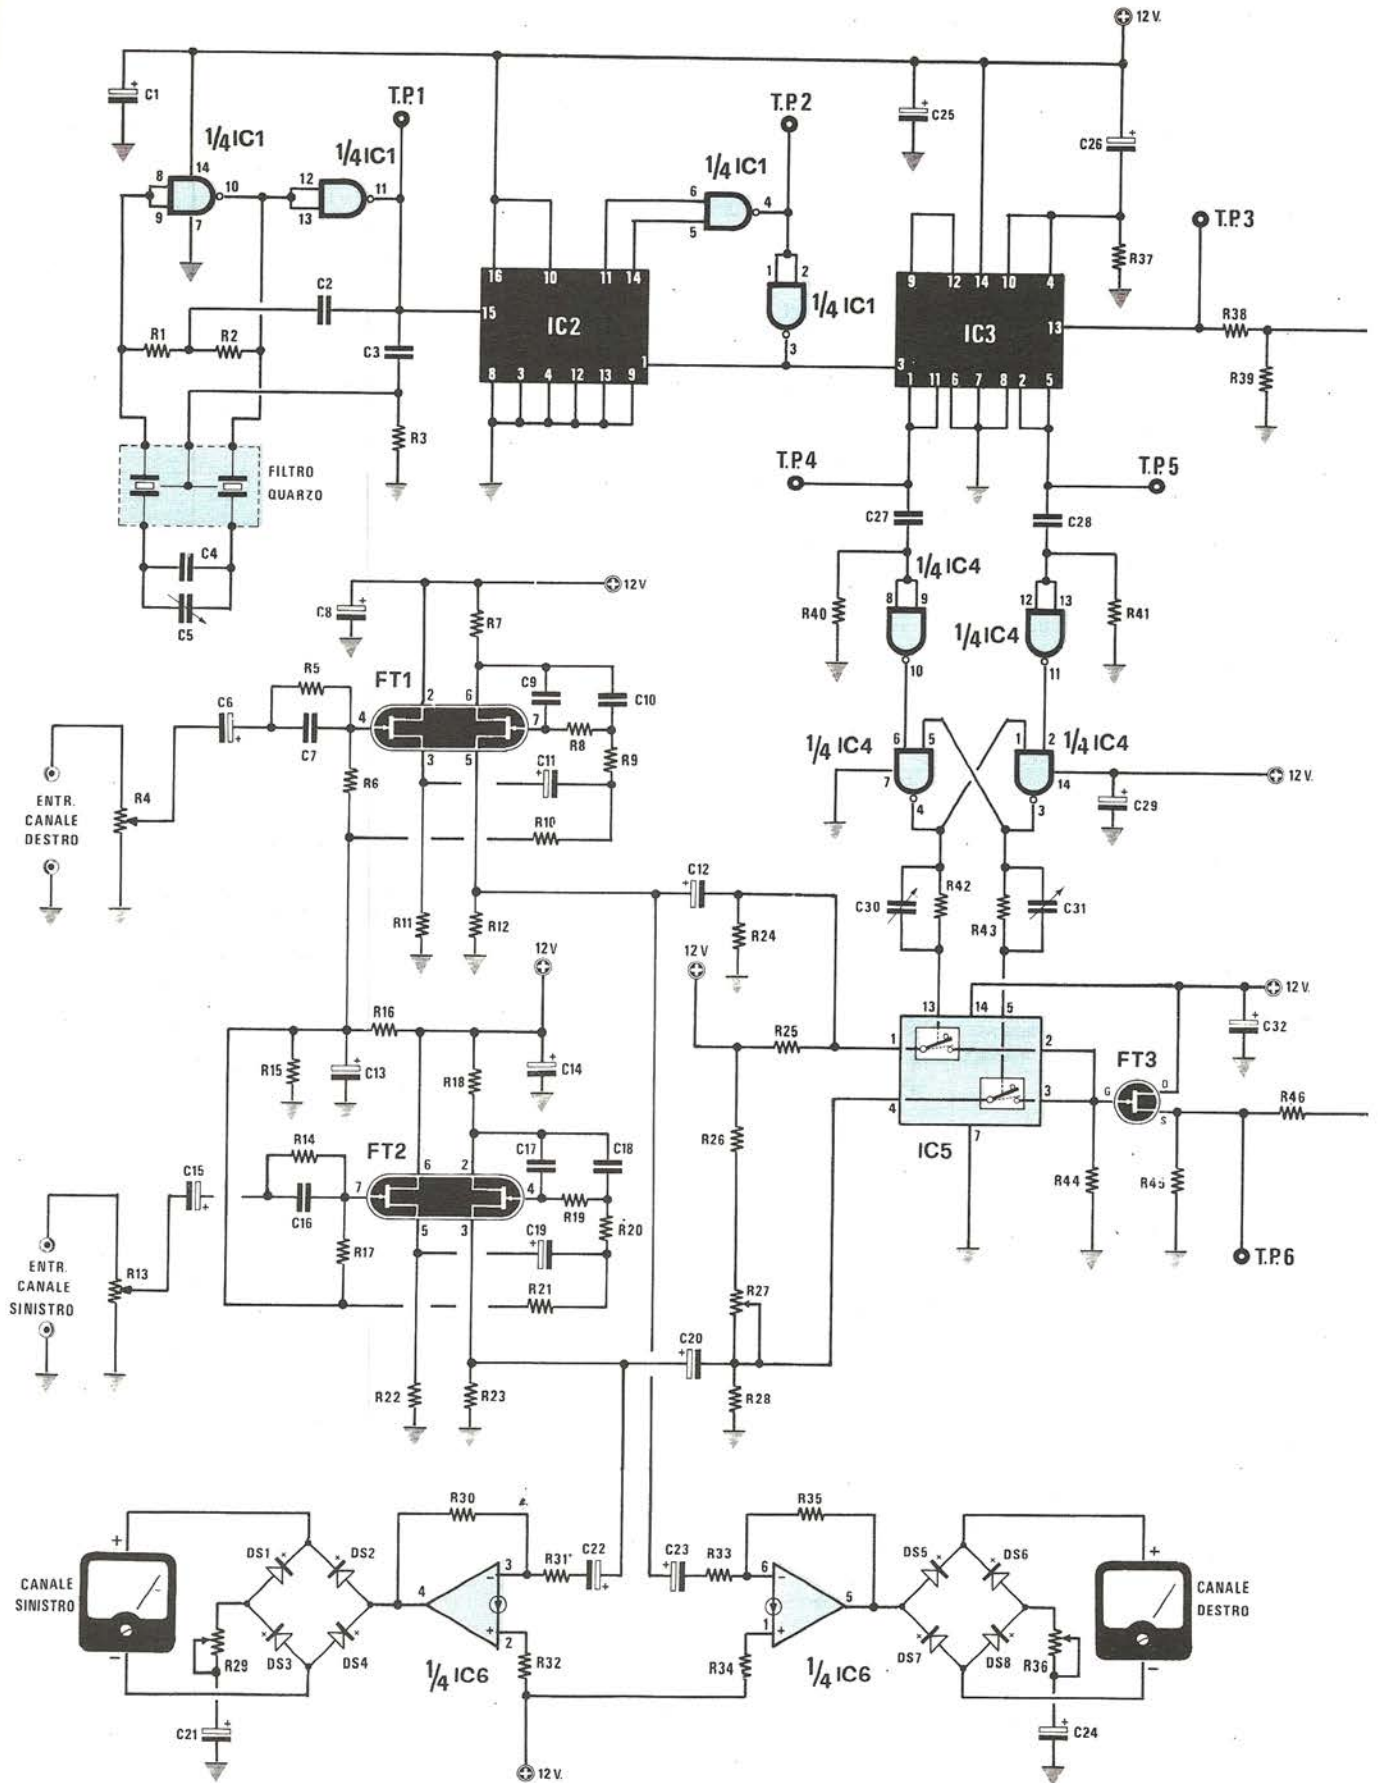 12 V.
C1
T.P.1
1/4 IC1
1/4 IC1
8
9
14
10
7
12
13
11
C2
R1
R2
C3
R3
FILTRO
QUARZO
C4
C5
16
10
11
14
15
IC2
1
8
3
4
12
13
9
T.P.2
1/4 IC1
6
5
4
1
2
1/4 IC1
3
C25
C26
R37
T.P.3
9
12
14
10
4
13
IC3
3
1
11
6
7
8
2
5
R38
R39
T.P.4
T.P.5
C27
C28
1/4 IC4
8
9
10
R40
12
13
1/4 IC4
11
R41
1/4 IC4
6
5
7
4
1
2
1/4 IC4
14
3
12 V.
C29
C30
R42
R43
C31
C8
12V
R7
FT1
2
6
C9
C10
R5
C6
C7
4
7
R8
R9
3
5
C11
R6
R10
ENTR.
CANALE
DESTRO
R4
R11
R12
C12
R24
12 V
R25
R26
12V
R16
R15
C13
R18
C14
13
14
5
1
2
4
3
7
IC5
12 V.
C32
FT3
G
D
S
R46
R44
R45
T.P.6
R14
C15
C16
FT2
6
2
C17
C18
7
4
R19
R20
5
3
C19
R17
R21
ENTR.
CANALE
SINISTRO
R13
R22
R23
C20
R27
R28
CANALE
SINISTRO
+
−
DS1
DS2
DS3
DS4
R29
C21
R30
4
3
−
+
2
1/4 IC6
R31
C22
R32
12 V.
C23
R33
R35
6
−
1
+
5
R34
1/4 IC6
DS5
DS6
DS7
DS8
R36
C24
+
−
CANALE
DESTRO